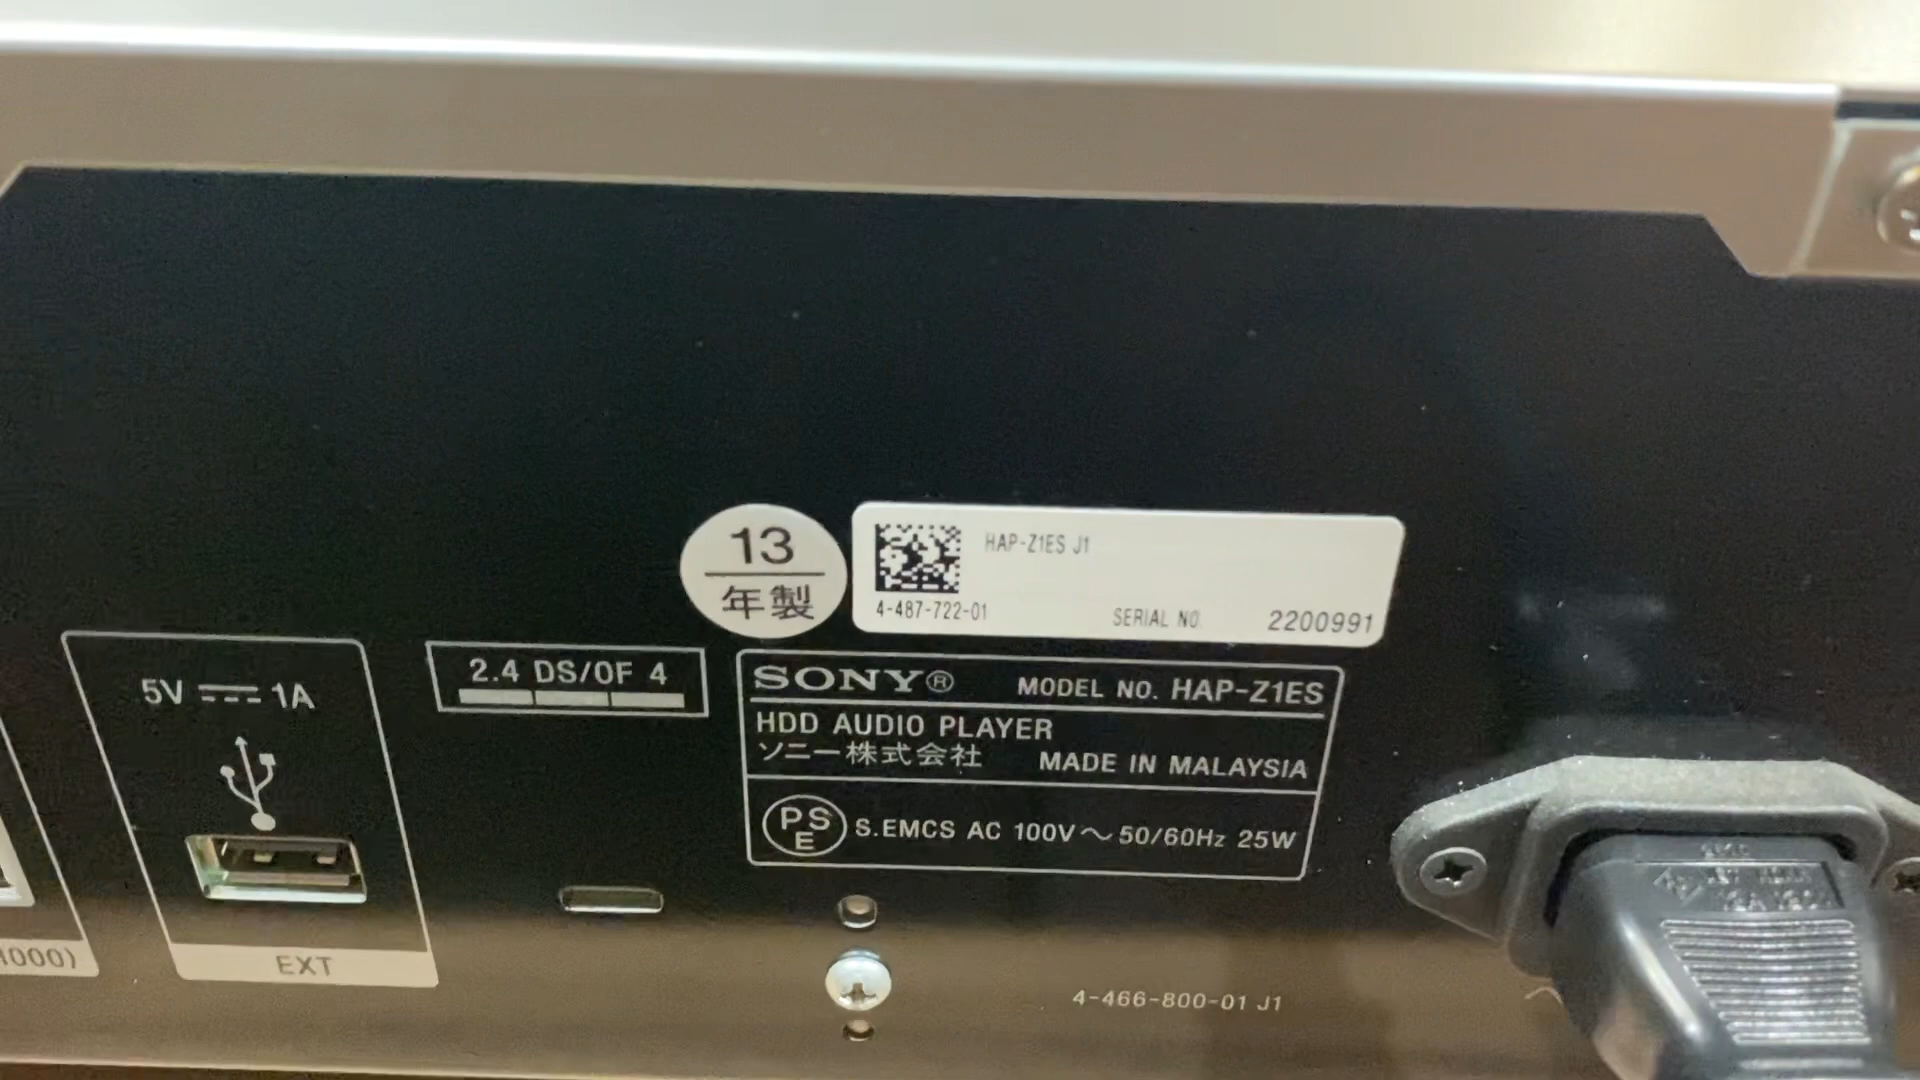 13
年製
HAP-Z1ES J1
4-487-722-01
SERIAL NO. 2200991
5V 1A
EXT
1000)
2.4 DS/OF 4
SONY® MODEL NO. HAP-Z1ES
HDD AUDIO PLAYER
ソニー株式会社 MADE IN MALAYSIA
PSE S.EMCS AC 100V～50/60Hz 25W
4-466-800-01 J1